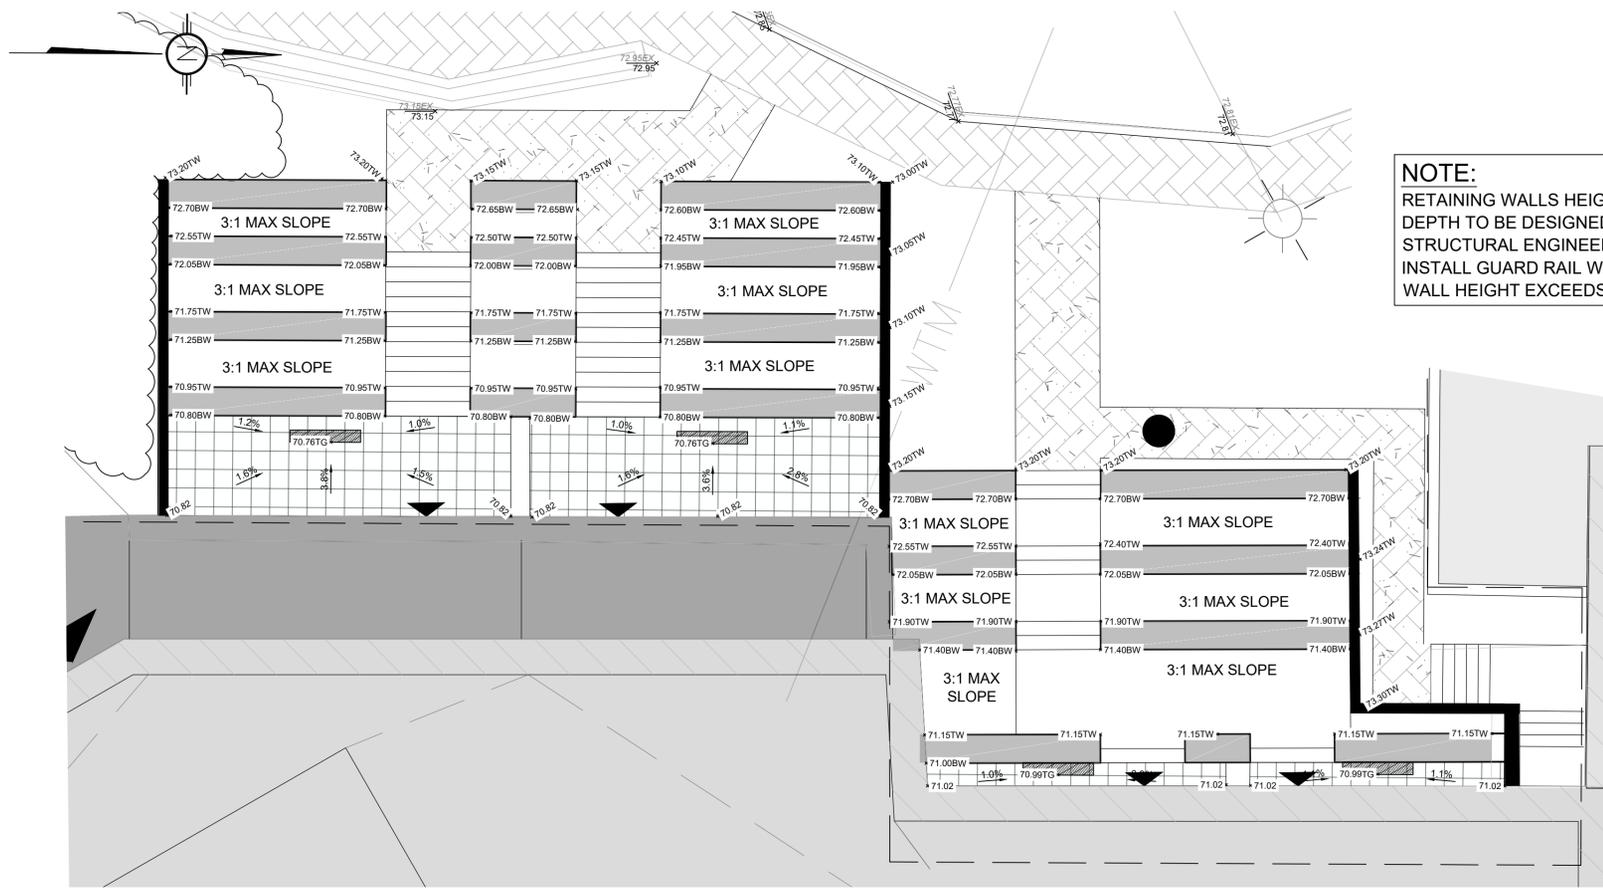 N
72.95EX
72.95
73.15EX
73.15
72.77EX
72.81EX
72.81
NOTE:
RETAINING WALLS HEIG
DEPTH TO BE DESIGNED
STRUCTURAL ENGINEE
INSTALL GUARD RAIL W
WALL HEIGHT EXCEEDS
73.20TW 73.20TW 73.15TW 73.15TW 73.10TW 73.10TW 73.00TW
72.70BW 72.70BW 72.65BW 72.65BW 72.60BW 72.60BW
3:1 MAX SLOPE 3:1 MAX SLOPE
72.55TW 72.55TW 72.50TW 72.50TW 72.45TW 72.45TW 73.05TW
72.05BW 72.05BW 72.00BW 72.00BW 71.95BW 71.95BW
3:1 MAX SLOPE 3:1 MAX SLOPE
71.75TW 71.75TW 71.75TW 71.75TW 71.75TW 71.75TW 73.10TW
71.25BW 71.25BW 71.25BW 71.25BW 71.25BW 71.25BW
3:1 MAX SLOPE 3:1 MAX SLOPE
70.95TW 70.95TW 70.95TW 70.95TW 70.95TW 70.95TW 73.15TW
70.80BW 70.80BW 70.80BW 70.80BW 70.80BW 70.80BW
1.2% 1.0% 1.0% 1.1%
70.76TG 70.76TG
1.6% 3.8% 1.5% 1.6% 3.6% 2.8%
70.82 70.82 70.82 70.82 70.82
73.20TW 73.20TW 73.20TW 73.20TW
72.70BW 72.70BW 72.70BW 72.70BW
3:1 MAX SLOPE 3:1 MAX SLOPE
72.55TW 72.55TW 72.40TW 72.40TW 73.24TW
72.05BW 72.05BW 72.05BW 72.05BW
3:1 MAX SLOPE 3:1 MAX SLOPE
71.90TW 71.90TW 71.90TW 71.90TW 73.27TW
71.40BW 71.40BW 71.40BW 71.40BW
3:1 MAX
SLOPE
3:1 MAX SLOPE
73.30TW
71.15TW 71.15TW 71.15TW 71.15TW 71.15TW
71.00BW
1.0% 70.99TG 70.99TG 1.1%
71.02 71.02 71.02 71.02